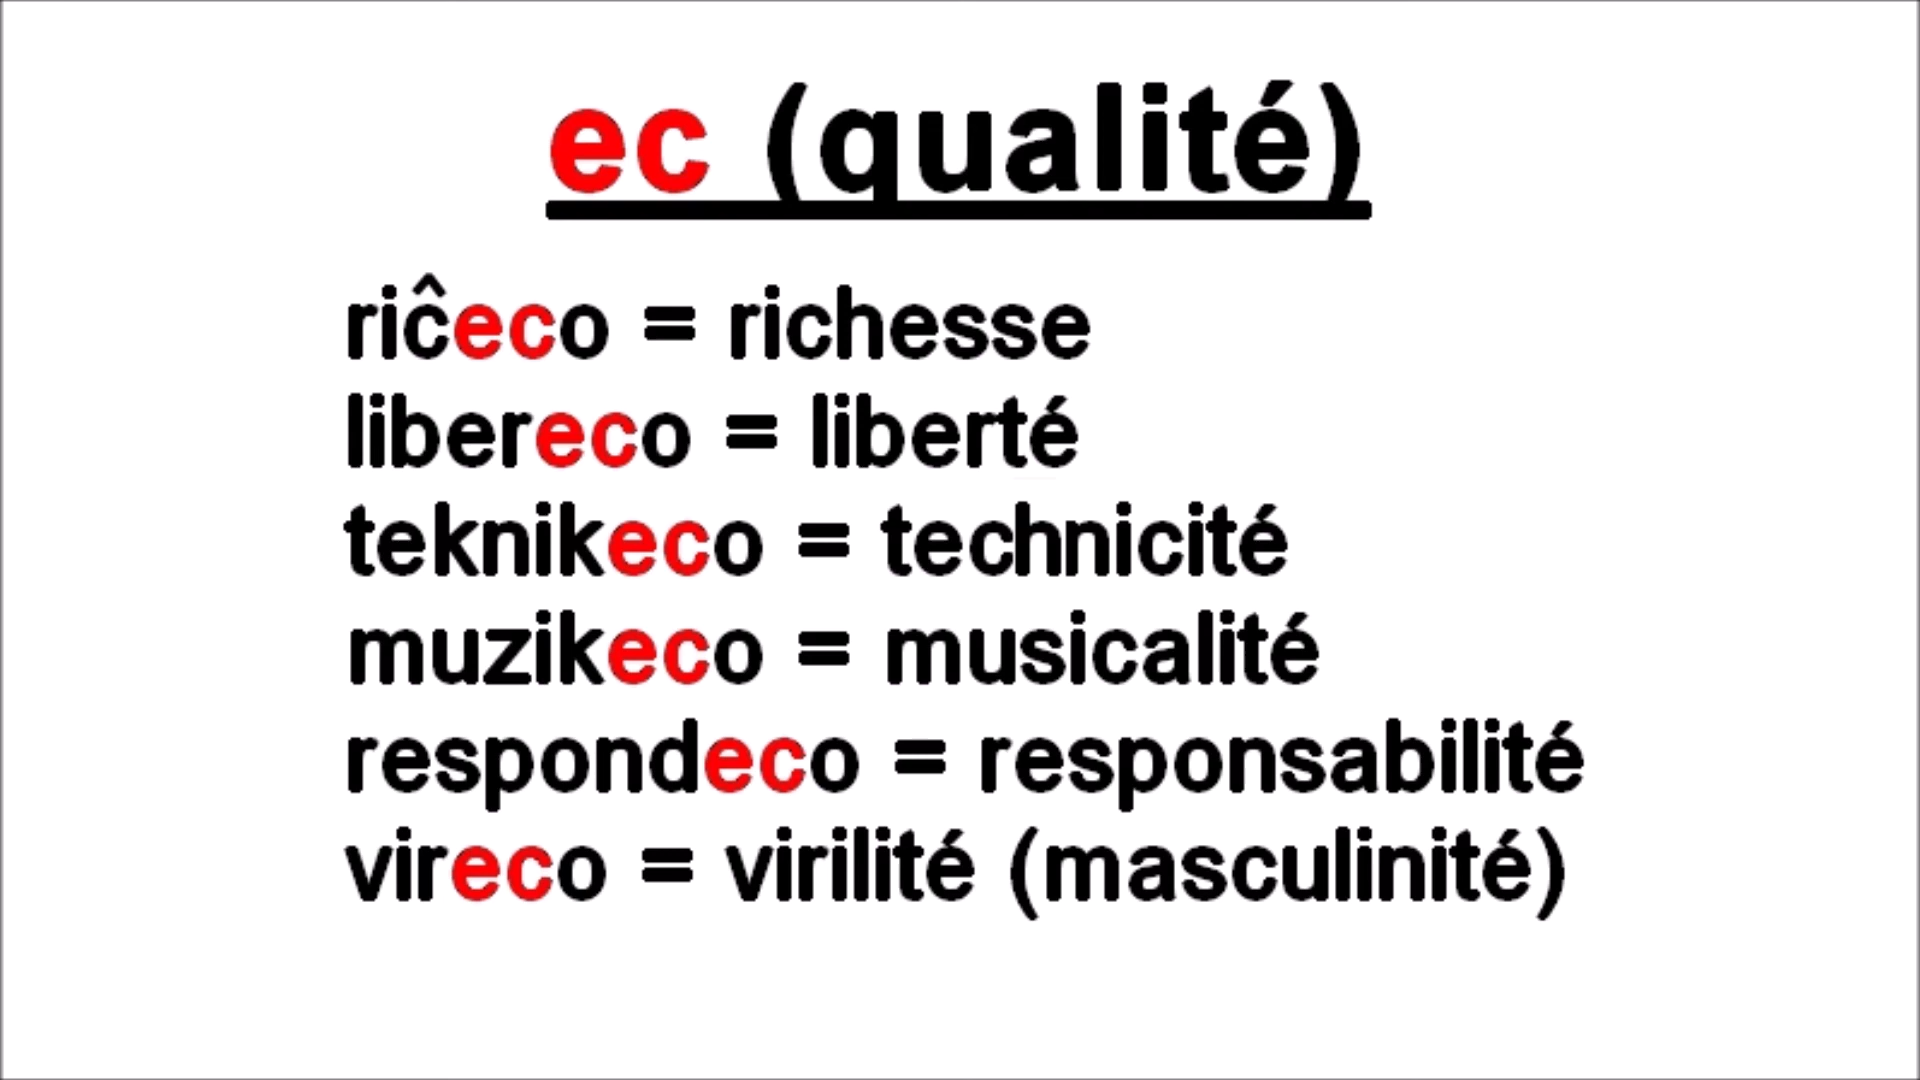 ec (qualité)
riĉeco = richesse
libereco = liberté
teknikeco = technicité
muzikeco = musicalité
respondeco = responsabilité
vireco = virilité (masculinité)